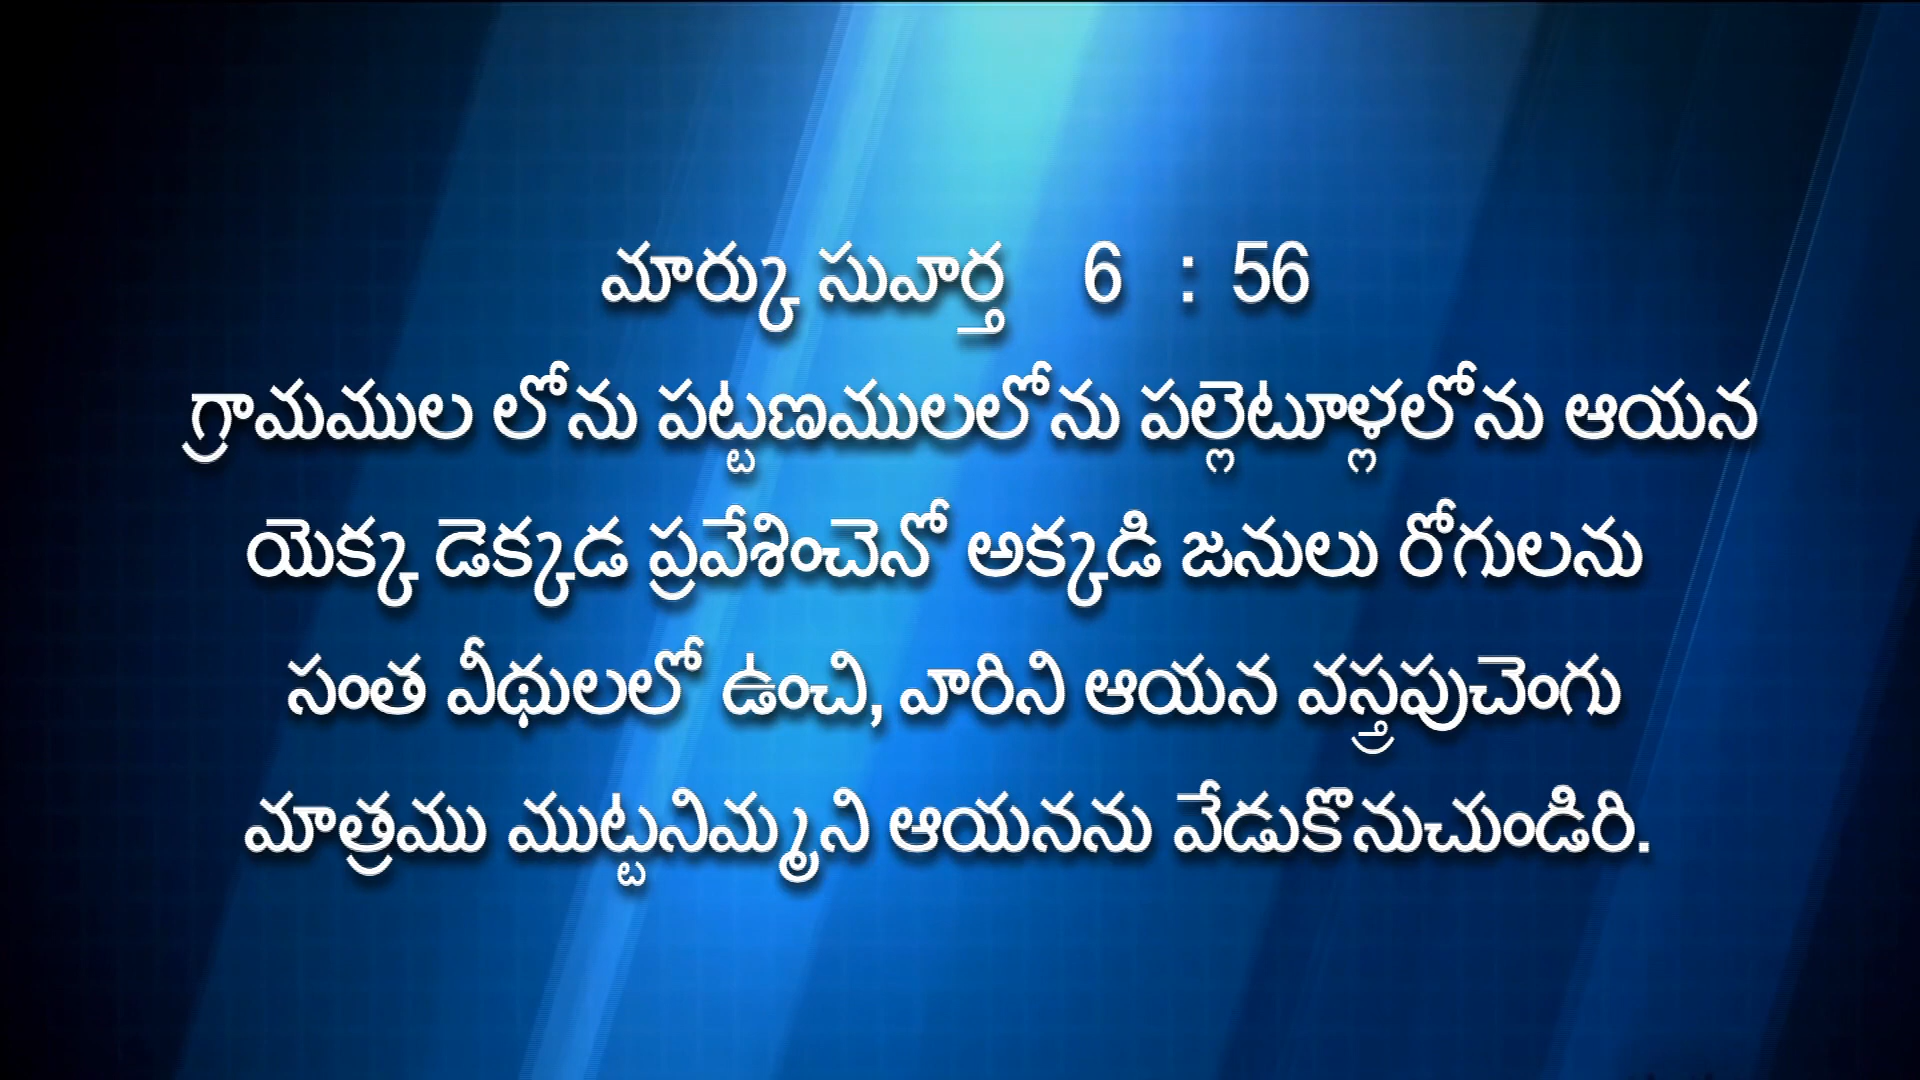 మార్కు సువార్త 6 : 56
గ్రామముల లోను పట్టణములలోను పల్లెటూళ్లలోను ఆయన
యెక్క డెక్కడ ప్రవేశించెనో అక్కడి జనులు రోగులను
సంత వీథులలో ఉంచి, వారిని ఆయన వస్త్రపుచెంగు
మాత్రము ముట్టనిమ్మని ఆయనను వేడుకొనుచుండిరి.